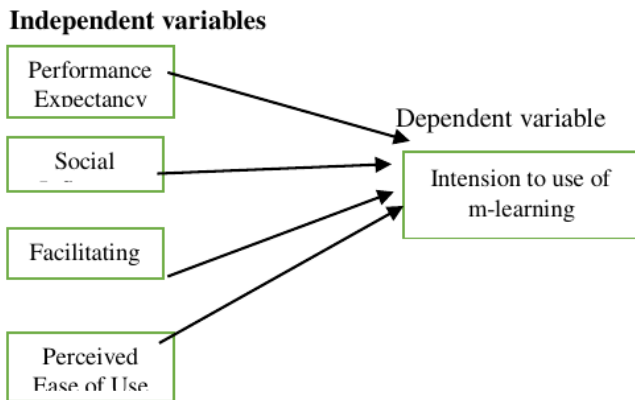 Independent variables
Performance
Expectancy
Social
Dependent variable
Intension to use of
m-learning
Facilitating
Perceived
Ease of Use